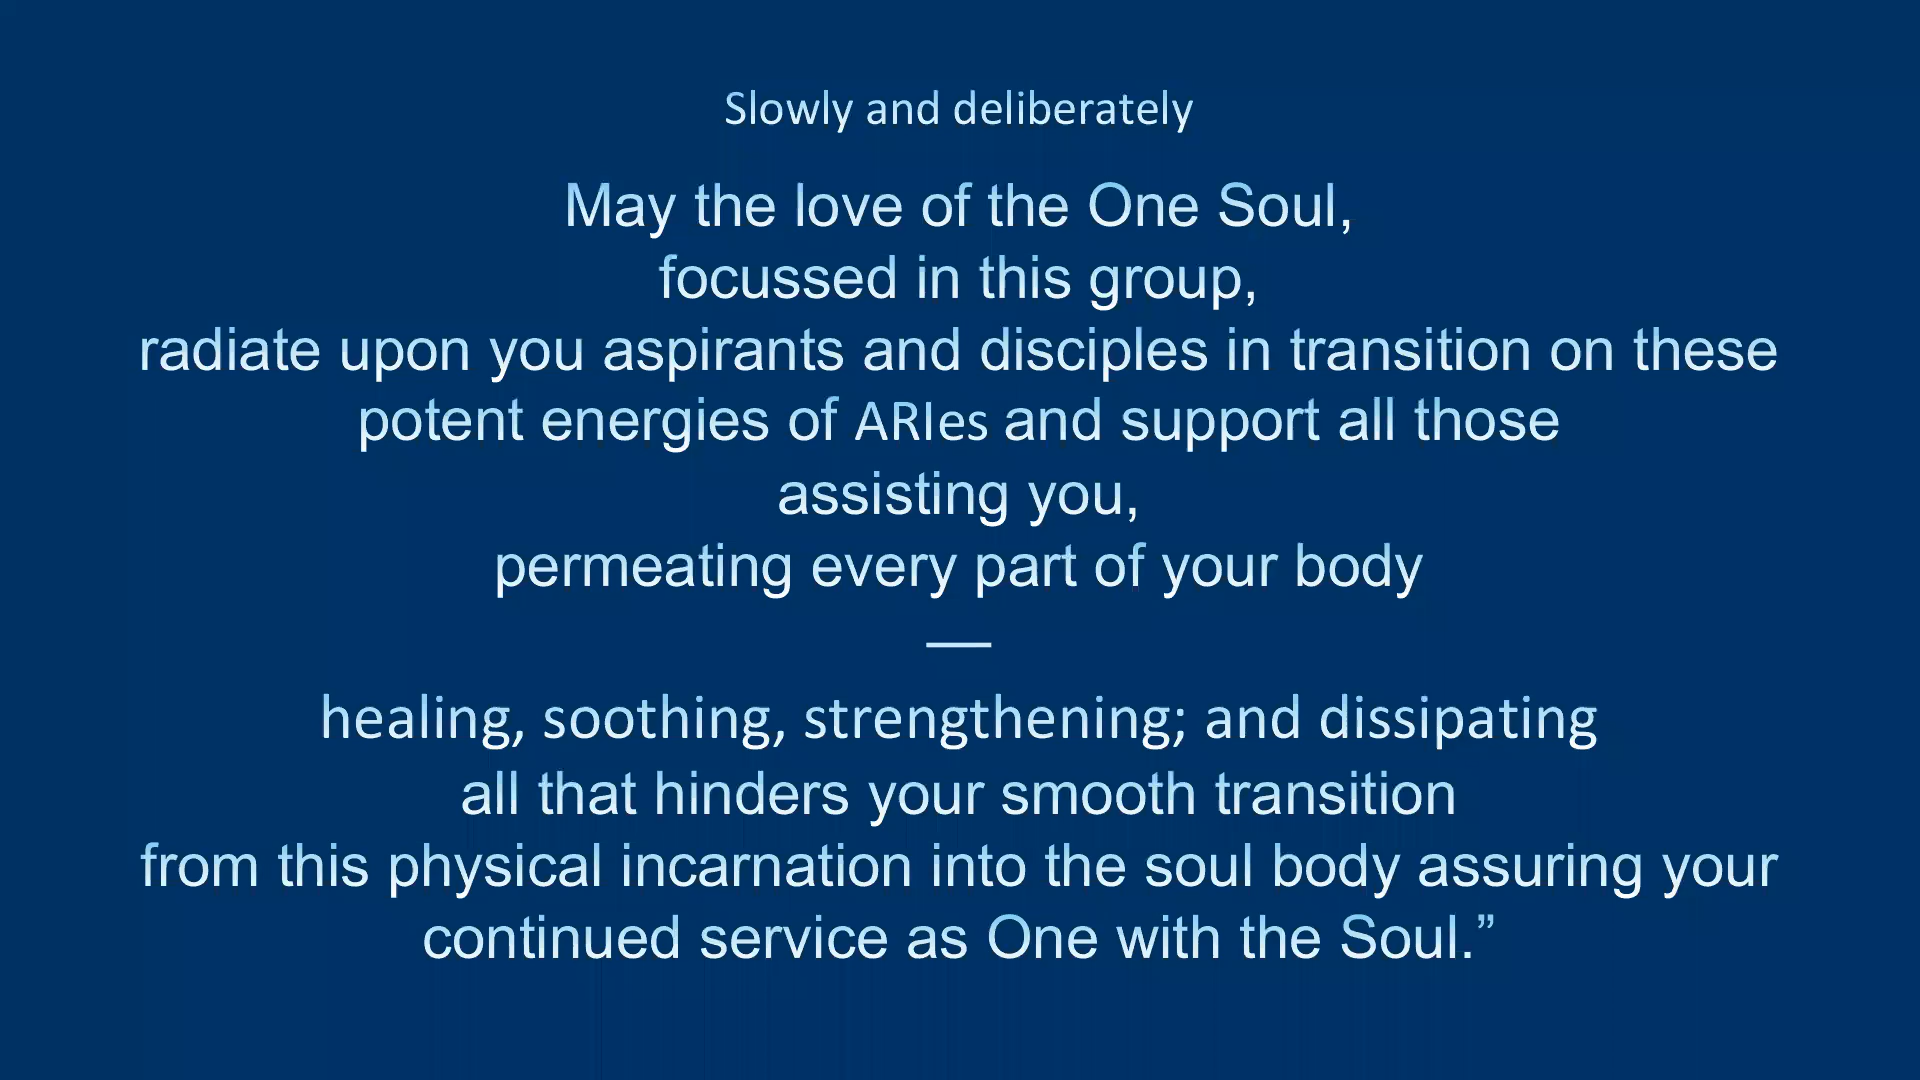 Slowly and deliberately
May the love of the One Soul,
focussed in this group,
radiate upon you aspirants and disciples in transition on these
potent energies of ARIes and support all those
assisting you,
permeating every part of your body
—
healing, soothing, strengthening; and dissipating
all that hinders your smooth transition
from this physical incarnation into the soul body assuring your
continued service as One with the Soul.”